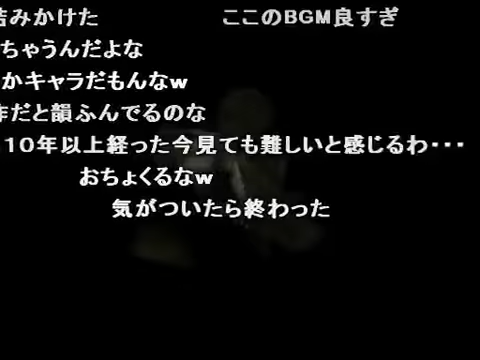 詰みかけた　ここのBGM良すぎ
ちゃうんだよな
かキャラだもんなw
作だと韻ふんでるのな
10年以上経った今見ても難しいと感じるわ・・・
おちょくるなw
気がついたら終わった